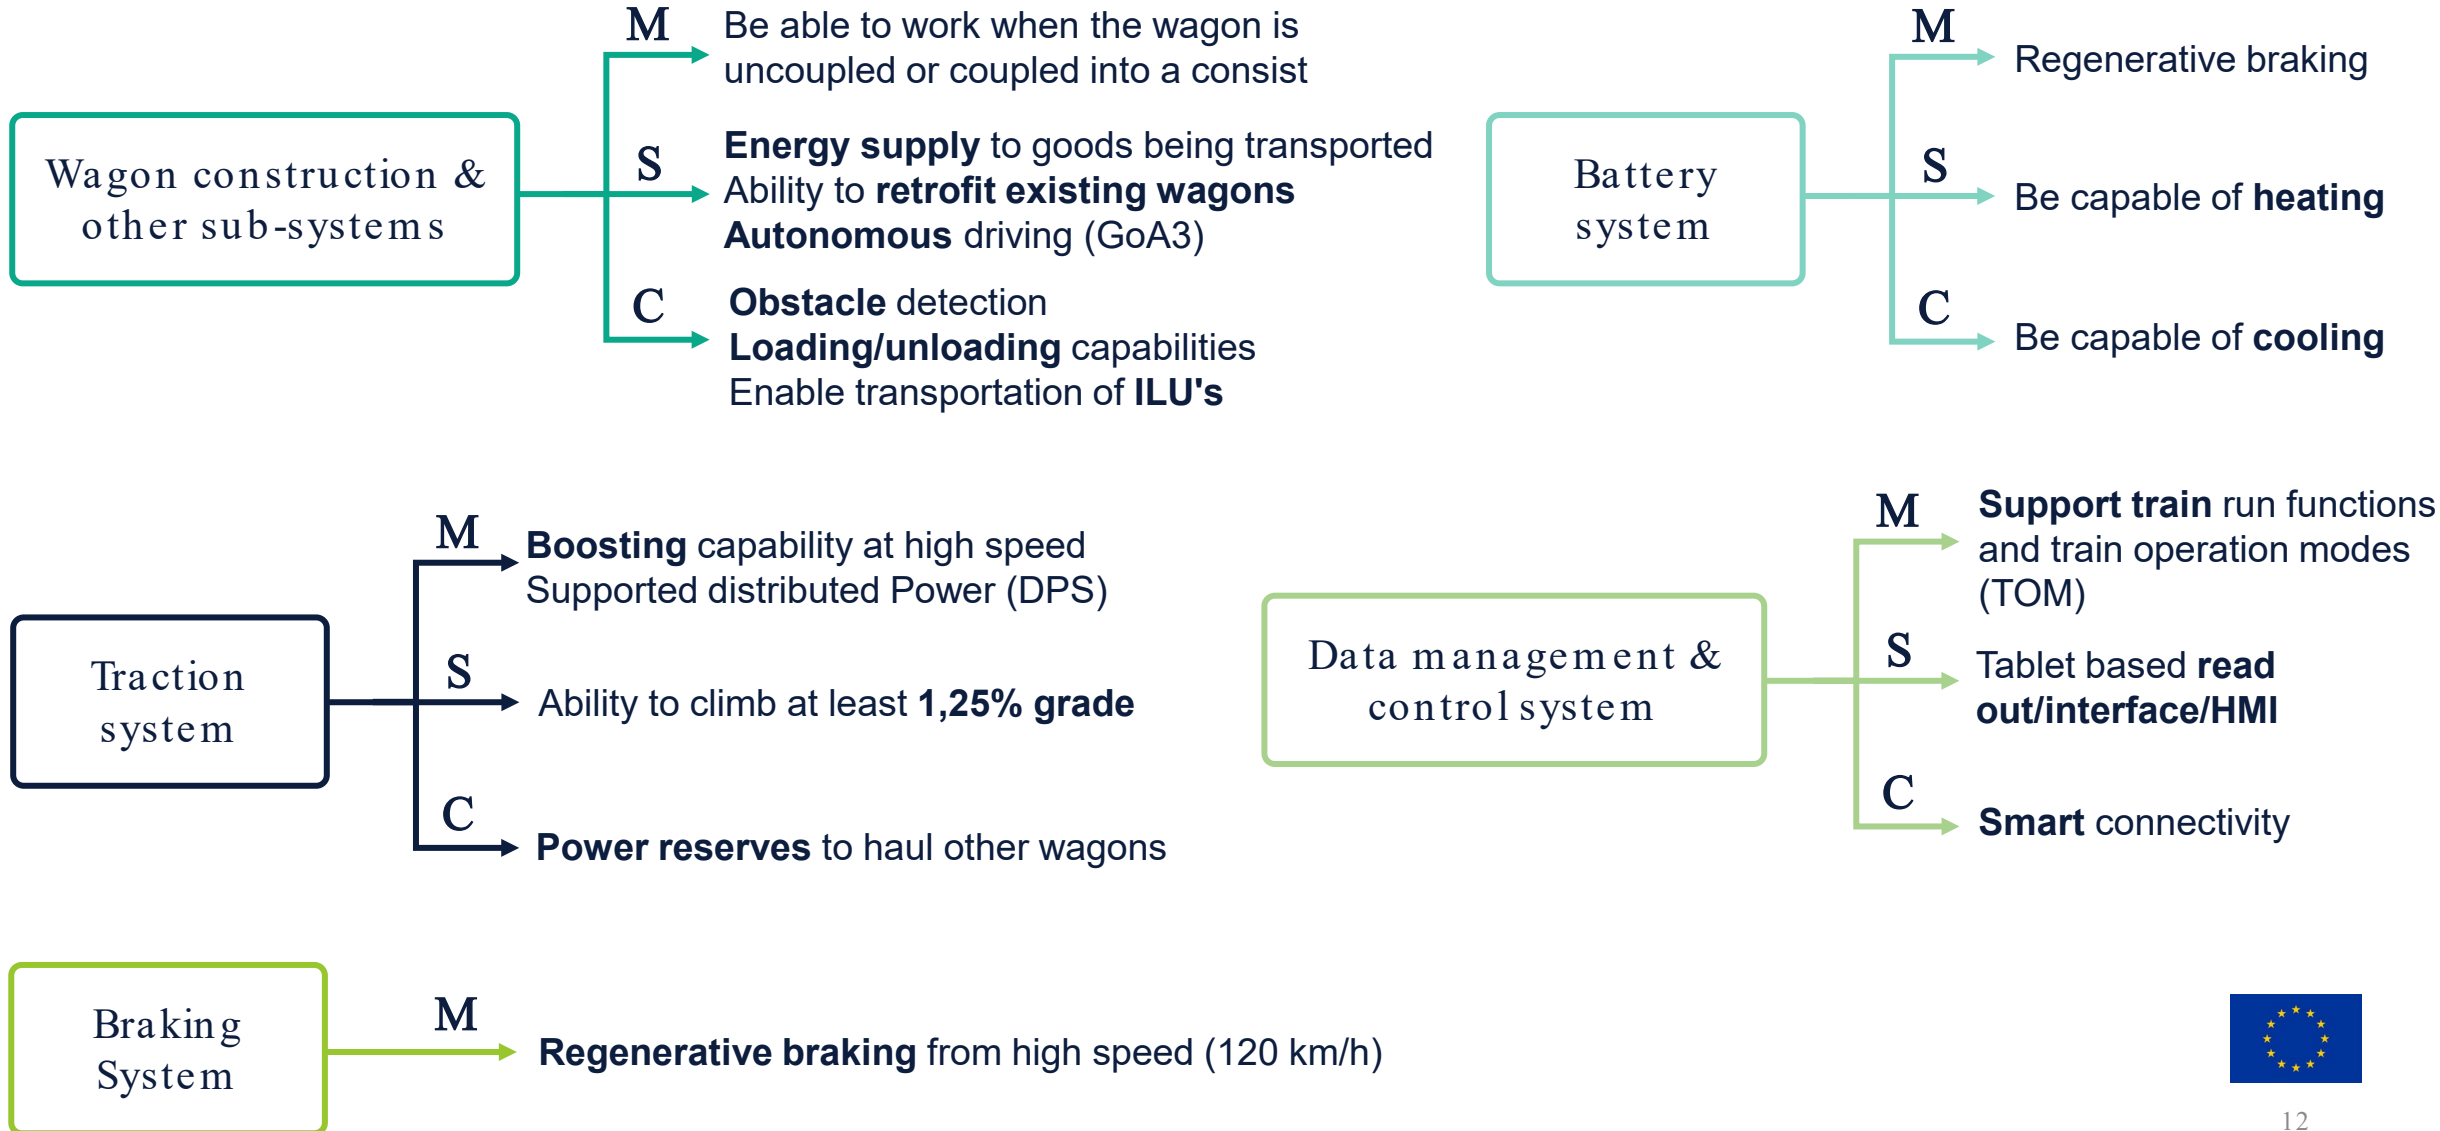 Wagon construction &
other sub-systems
M
Be able to work when the wagon is
uncoupled or coupled into a consist
S
Energy supply to goods being transported
Ability to retrofit existing wagons
Autonomous driving (GoA3)
C
Obstacle detection
Loading/unloading capabilities
Enable transportation of ILU's
Battery
system
M
Regenerative braking
S
Be capable of heating
C
Be capable of cooling
Traction
system
M
Boosting capability at high speed
Supported distributed Power (DPS)
S
Ability to climb at least 1,25% grade
C
Power reserves to haul other wagons
Data management &
control system
M
Support train run functions
and train operation modes
(TOM)
S
Tablet based read
out/interface/HMI
C
Smart connectivity
Braking
System
M
Regenerative braking from high speed (120 km/h)
12